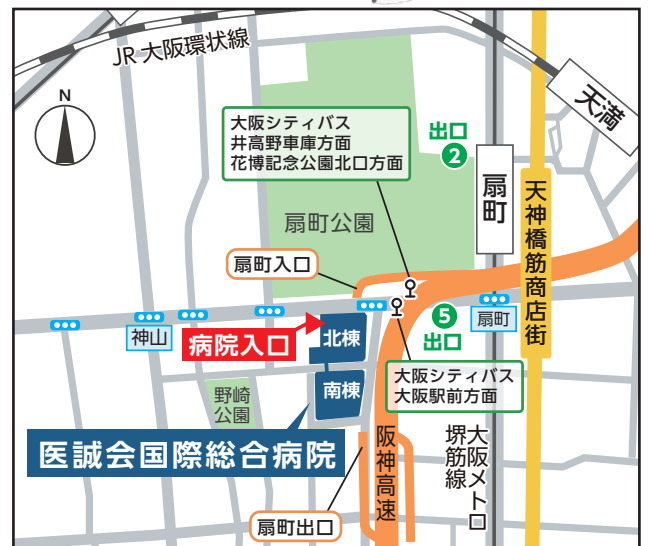 JR大阪環状線
N
天満
大阪シティバス
井高野車庫方面
花博記念公園北口方面
出口
2
扇町
天神橋筋商店街
扇町公園
扇町入口
神山
病院入口
北棟
5
出口
扇町
南棟
野崎
公園
大阪シティバス
大阪駅前方面
医誠会国際総合病院
阪神高速
大阪メトロ
堺筋線
扇町出口